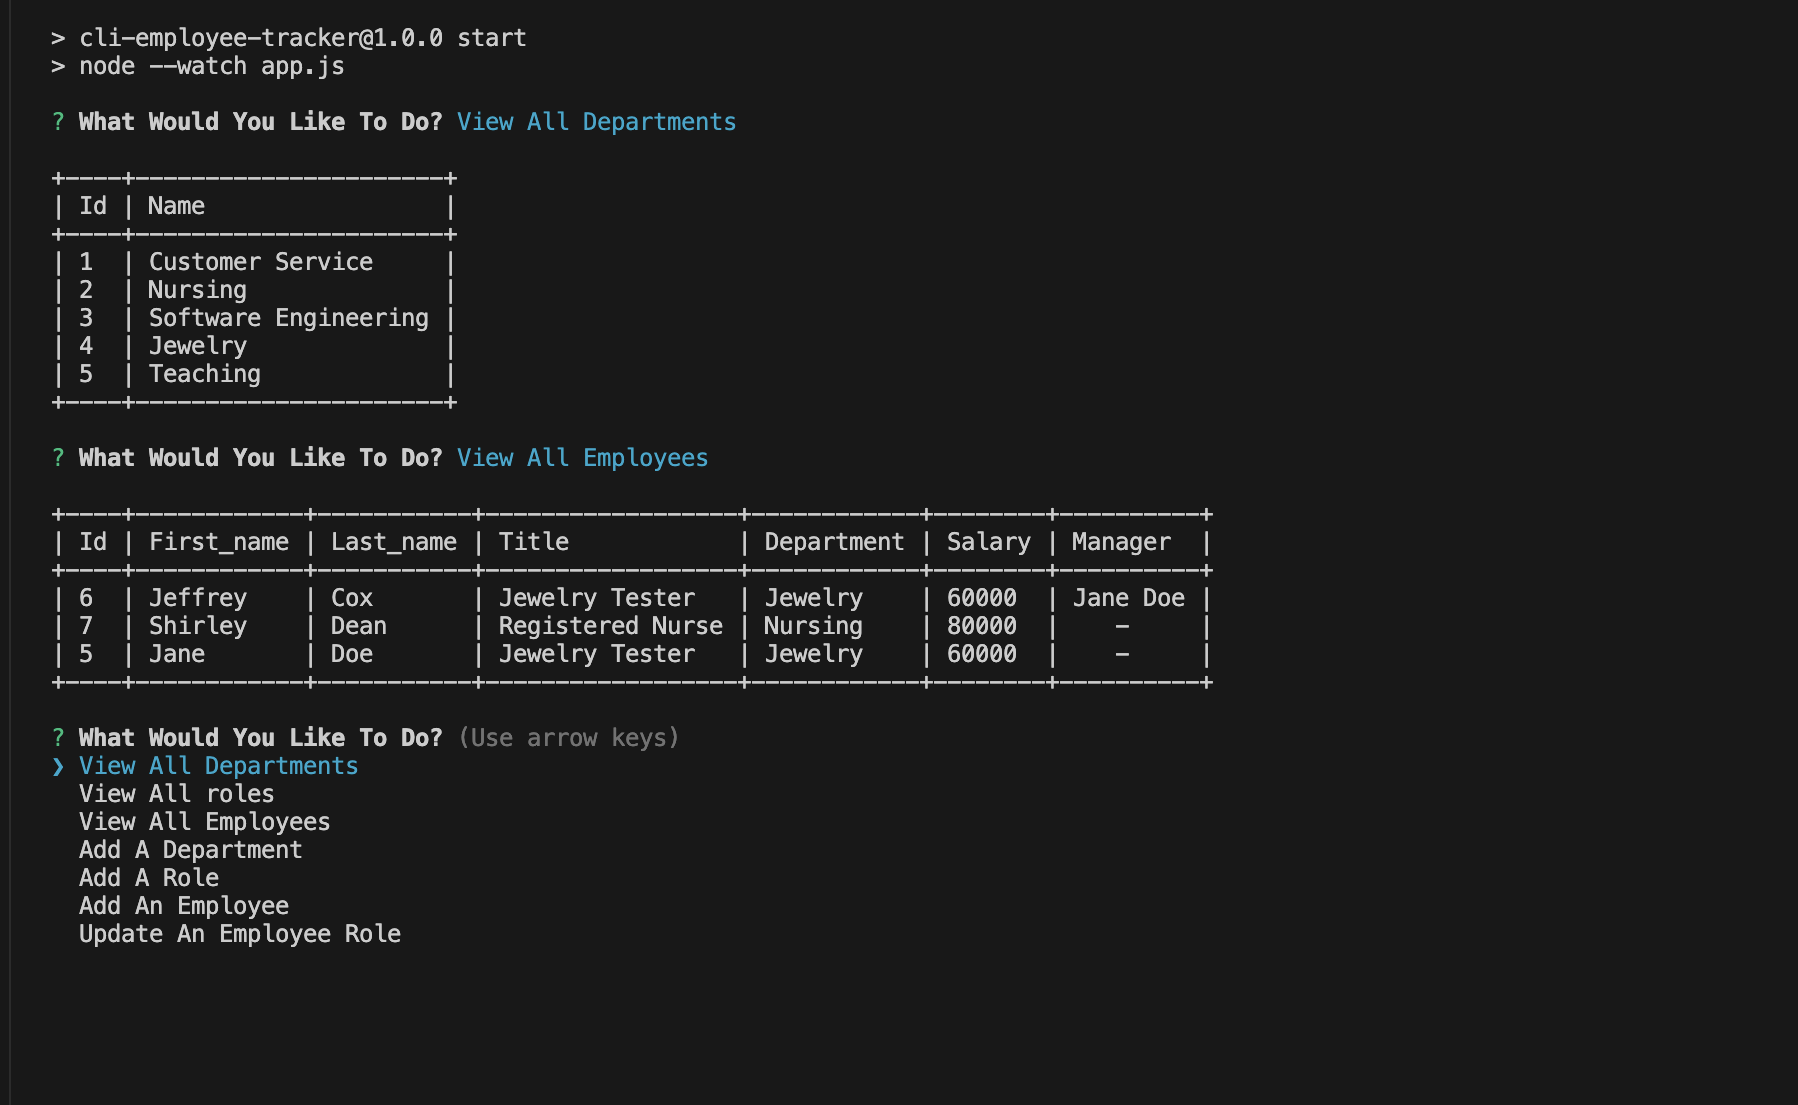 > cli-employee-tracker@1.0.0 start
> node --watch app.js
? What Would You Like To Do? View All Departments
+----+----------------------+
| Id | Name                 |
+----+----------------------+
| 1  | Customer Service     |
| 2  | Nursing              |
| 3  | Software Engineering |
| 4  | Jewelry              |
| 5  | Teaching             |
+----+----------------------+
? What Would You Like To Do? View All Employees
+----+------------+-----------+------------------+------------+--------+----------+
| Id | First_name | Last_name | Title            | Department | Salary | Manager  |
+----+------------+-----------+------------------+------------+--------+----------+
| 6  | Jeffrey    | Cox       | Jewelry Tester   | Jewelry    | 60000  | Jane Doe |
| 7  | Shirley    | Dean      | Registered Nurse | Nursing    | 80000  |    -     |
| 5  | Jane       | Doe       | Jewelry Tester   | Jewelry    | 60000  |    -     |
+----+------------+-----------+------------------+------------+--------+----------+
? What Would You Like To Do? (Use arrow keys)
❯ View All Departments
  View All roles
  View All Employees
  Add A Department
  Add A Role
  Add An Employee
  Update An Employee Role